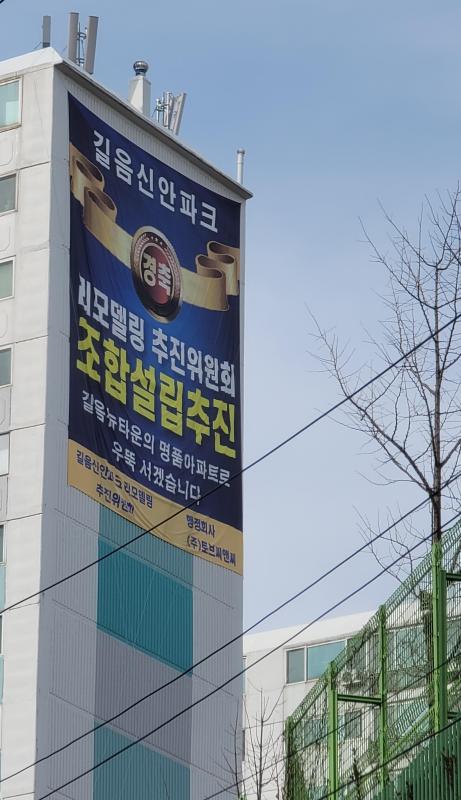 길음신안파크
경축
리모델링 추진위원회
조합설립추진
길음뉴타운의 명품아파트로
우뚝 서겠습니다
길음신안파크리모델링
추진위원회
행정회사
(주)토브씨앤씨